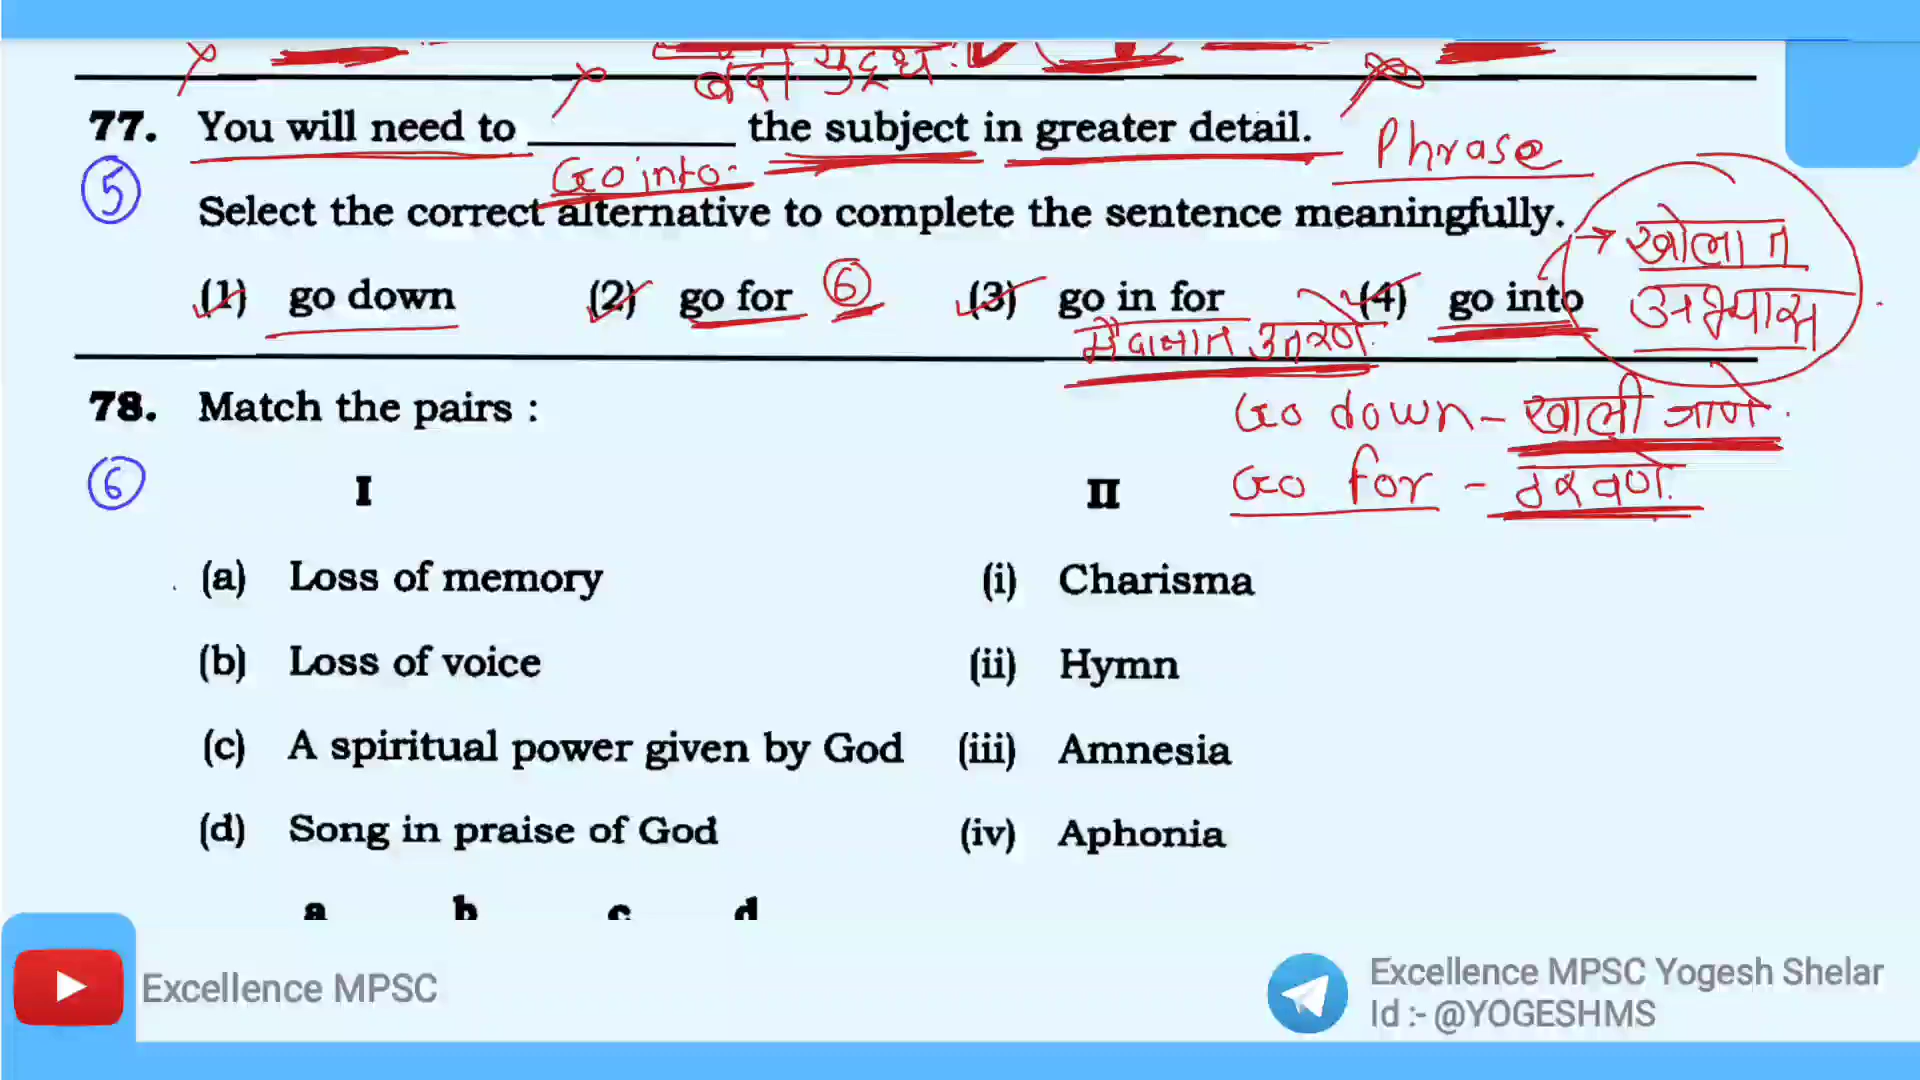 77. You will need to ________ the subject in greater detail.
Phrase
5
Go into
Select the correct alternative to complete the sentence meaningfully.
→ खोलात
अभ्यास
(1) go down (2) go for 6 (3) go in for (4) go into
मैदानात उतरणे.
78. Match the pairs :
Go down – खाली जाणे.
6
I II
Go for – ठरवणे.
(a) Loss of memory (i) Charisma
(b) Loss of voice (ii) Hymn
(c) A spiritual power given by God (iii) Amnesia
(d) Song in praise of God (iv) Aphonia
a b c d
Excellence MPSC
Excellence MPSC Yogesh Shelar
Id :- @YOGESHMS